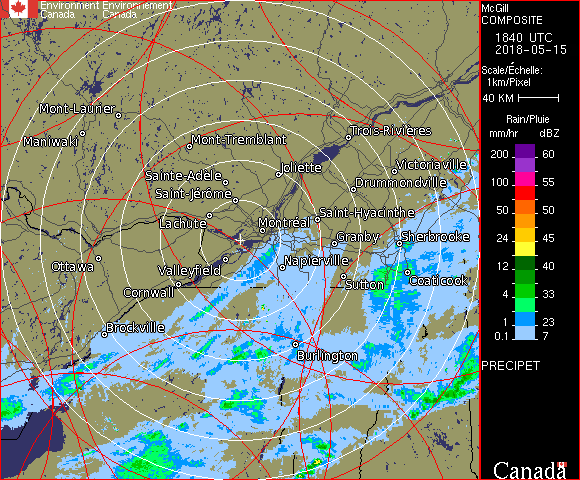 Environment Environnement
Canada Canada
McGill
COMPOSITE
1840 UTC
2018-05-15
Scale/Échelle:
1km/Pixel
40 KM
Rain/Pluie
mm/hr dBZ
200 60
100 55
50 50
24 45
12 40
4 33
1 23
0.1 7
PRECIPET
Canada
Mont-Laurier
Maniwaki
Mont-Tremblant
Trois-Rivières
Sainte-Adèle
Joliette
Victoriaville
Saint-Jérôme
Drummondville
Lachute
Montréal
Saint-Hyacinthe
Granby
Sherbrooke
Ottawa
Valleyfield
Napierville
Cornwall
Sutton
Coaticook
Brockville
Burlington